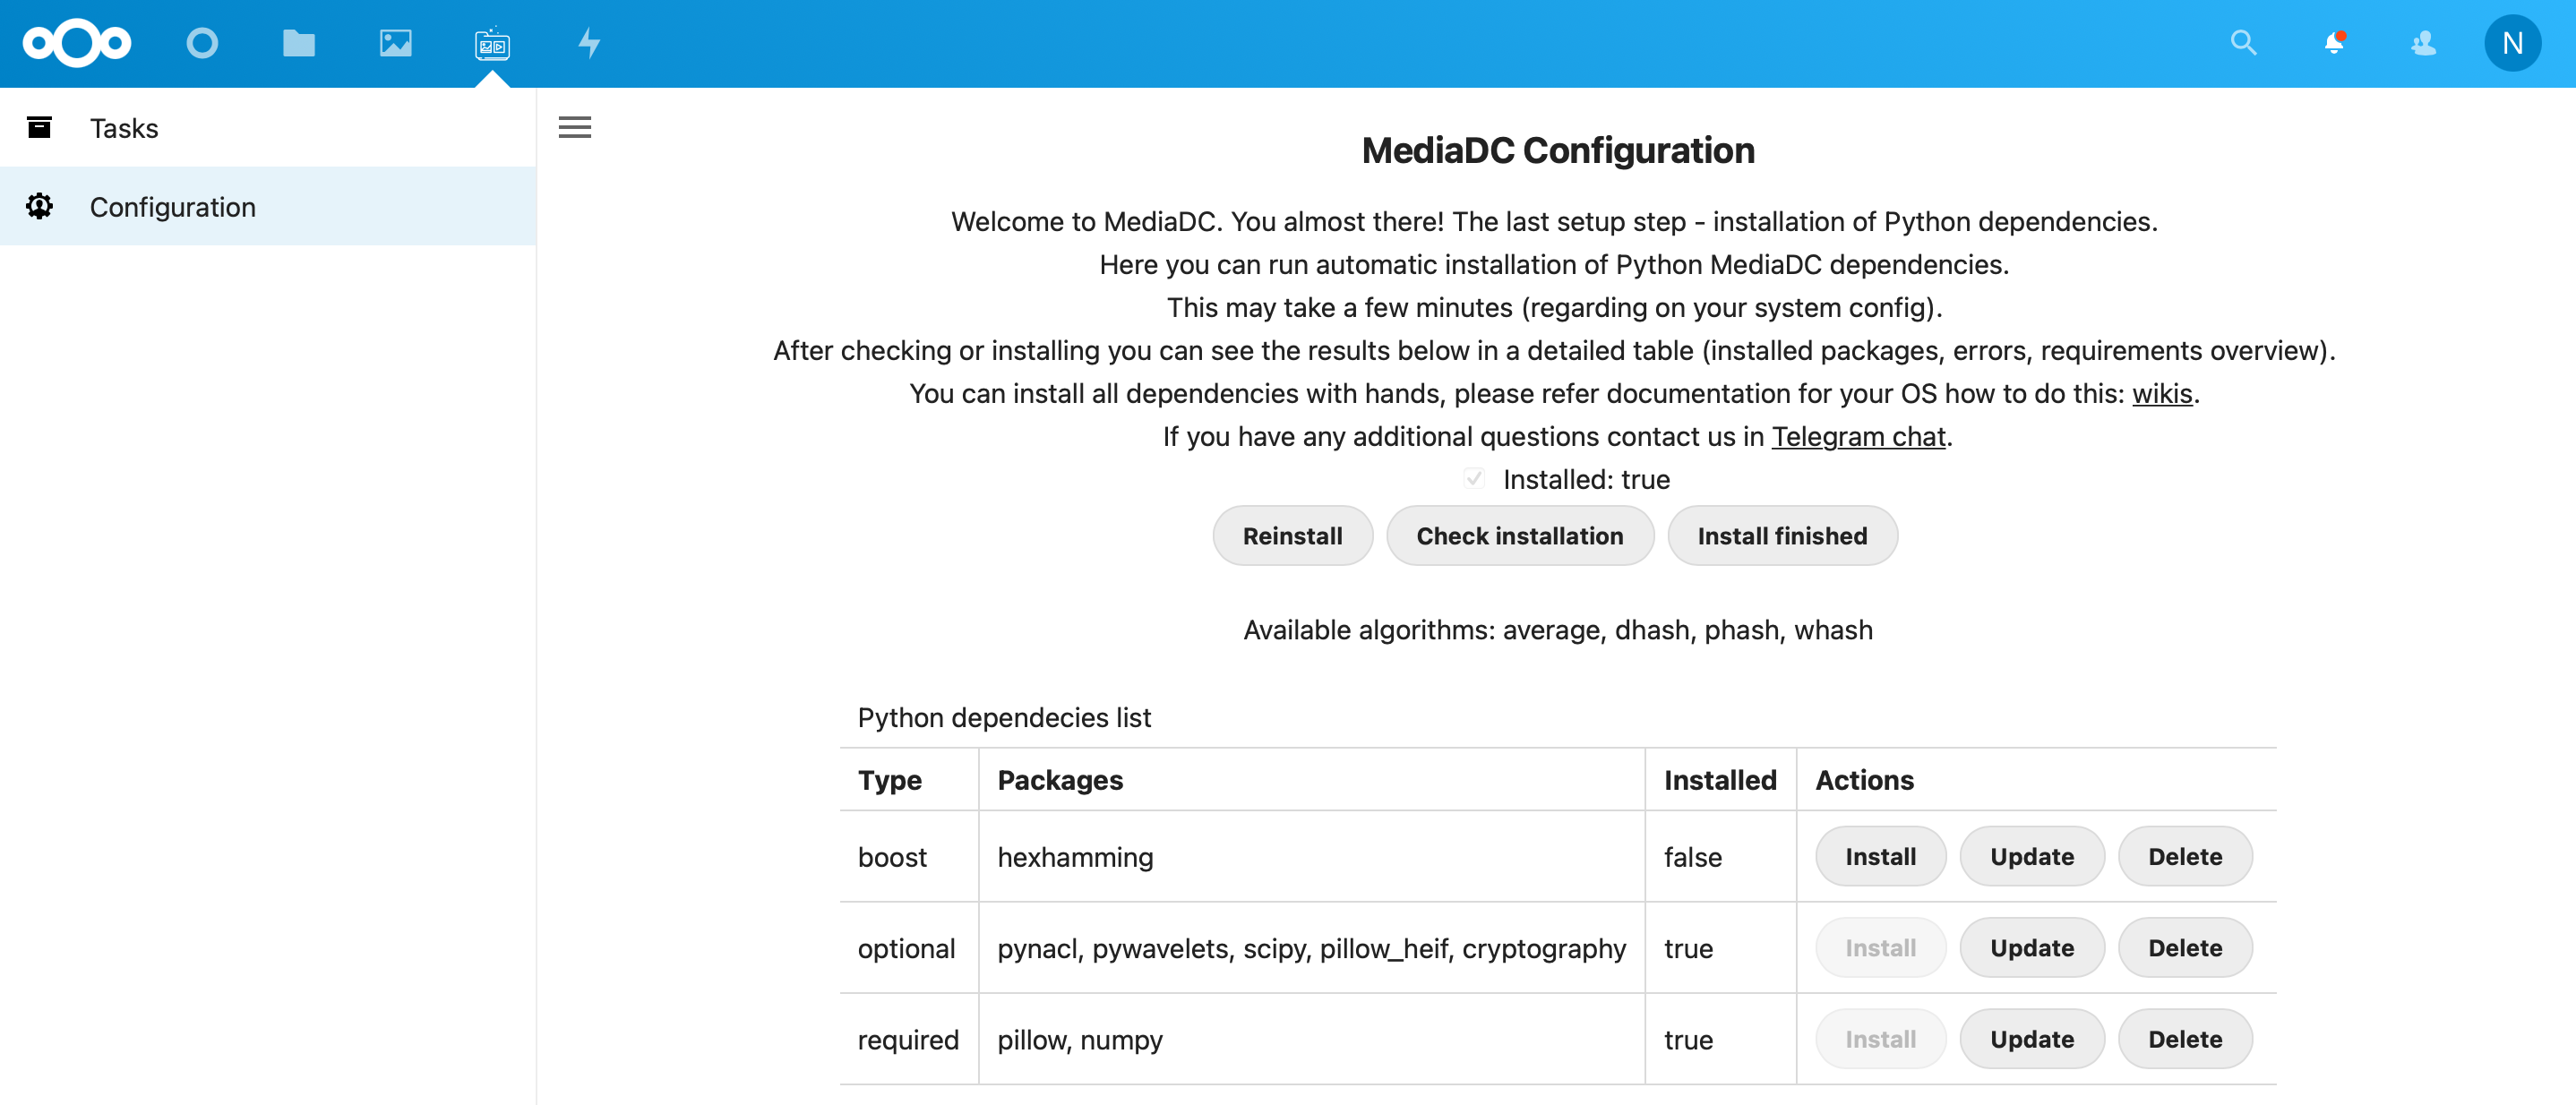 N
Tasks
Configuration
MediaDC Configuration
Welcome to MediaDC. You almost there! The last setup step - installation of Python dependencies.
Here you can run automatic installation of Python MediaDC dependencies.
This may take a few minutes (regarding on your system config).
After checking or installing you can see the results below in a detailed table (installed packages, errors, requirements overview).
You can install all dependencies with hands, please refer documentation for your OS how to do this: wikis.
If you have any additional questions contact us in Telegram chat.
Installed: true
Reinstall Check installation Install finished
Available algorithms: average, dhash, phash, whash
Python dependecies list
Type Packages Installed Actions
boost hexhamming false Install Update Delete
optional pynacl, pywavelets, scipy, pillow_heif, cryptography true Install Update Delete
required pillow, numpy true Install Update Delete